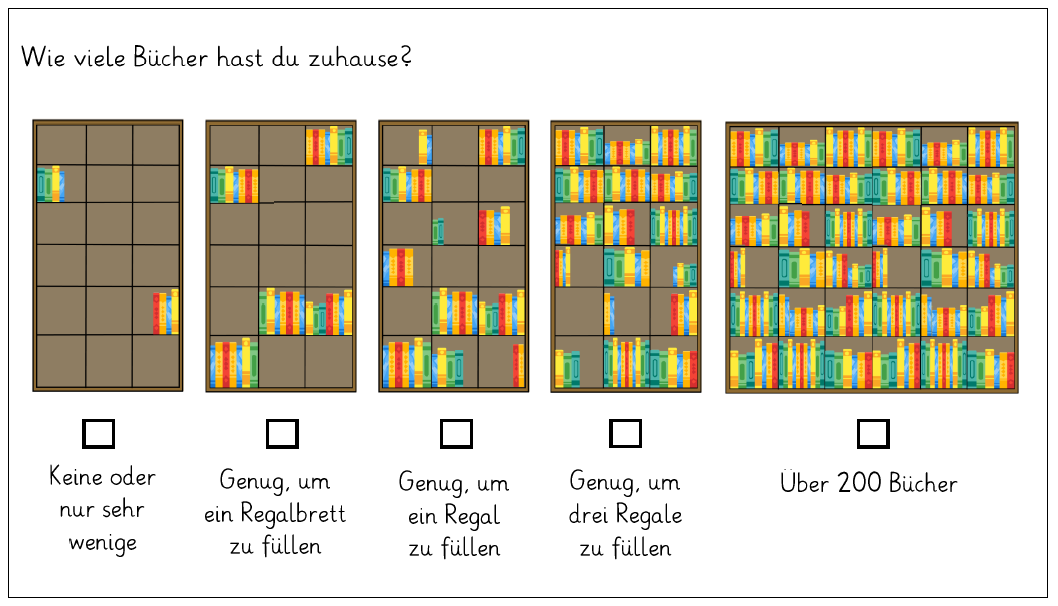 Wie viele Bücher hast du zuhause?
Keine oder
nur sehr
wenige
Genug, um
ein Regalbrett
zu füllen
Genug, um
ein Regal
zu füllen
Genug, um
drei Regale
zu füllen
Über 200 Bücher